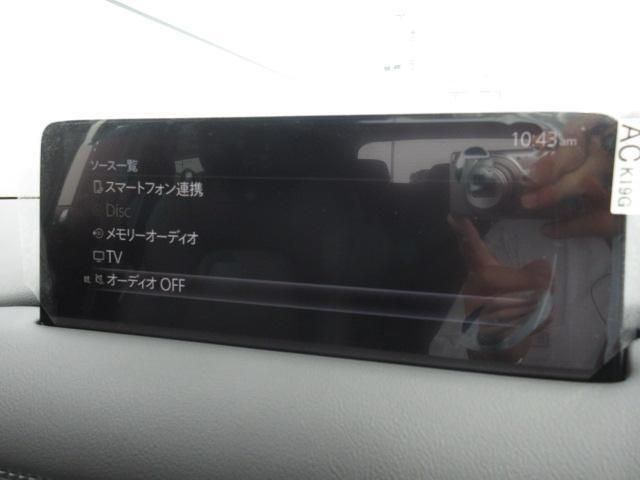 10:43am
ソース一覧
スマートフォン連携
Disc
メモリーオーディオ
TV
オーディオ OFF
AC
K19G